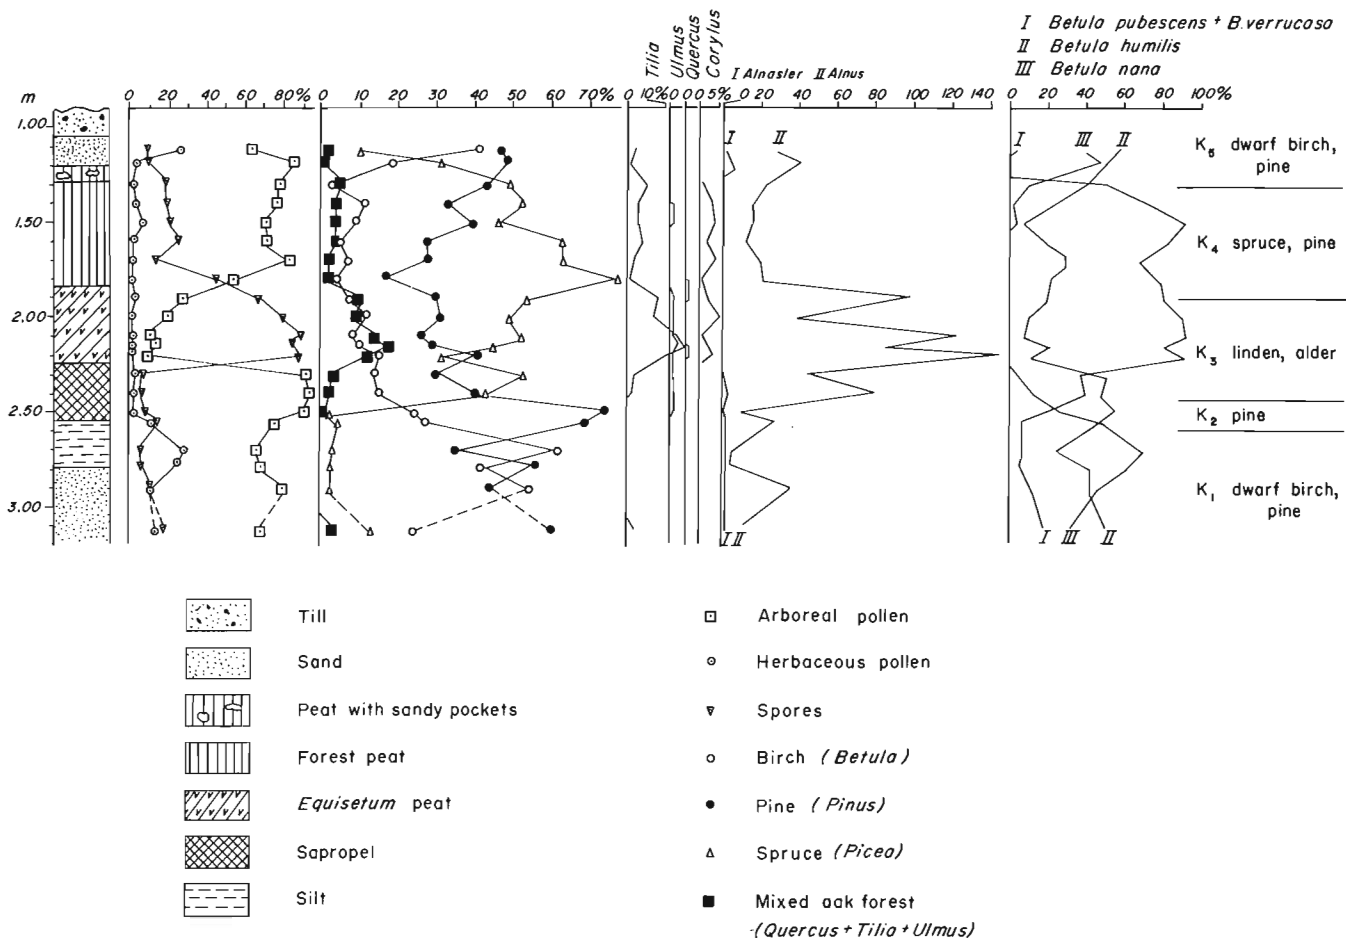 I Betula pubescens + B.verrucosa
II Betula humilis
III Betula nana
Tilia
Ulmus
Quercus
Corylus
I Alnaster II Alnus
m
0 20 40 60 80%
0 10 20 30 40 50 60 70%
0 10% 0 0 0 5% 0 20 40 60 80 100 120 140
0 20 40 60 80 100%
1.00
1.50
2.00
2.50
3.00
I II
I III II
I II
I III II
K5 dwarf birch,
pine
K4 spruce, pine
K3 linden, alder
K2 pine
K1 dwarf birch,
pine
Till
Sand
Peat with sandy pockets
Forest peat
Equisetum peat
Sapropel
Silt
Arboreal pollen
Herbaceous pollen
Spores
Birch (Betula)
Pine (Pinus)
Spruce (Picea)
Mixed oak forest
(Quercus + Tilia + Ulmus)